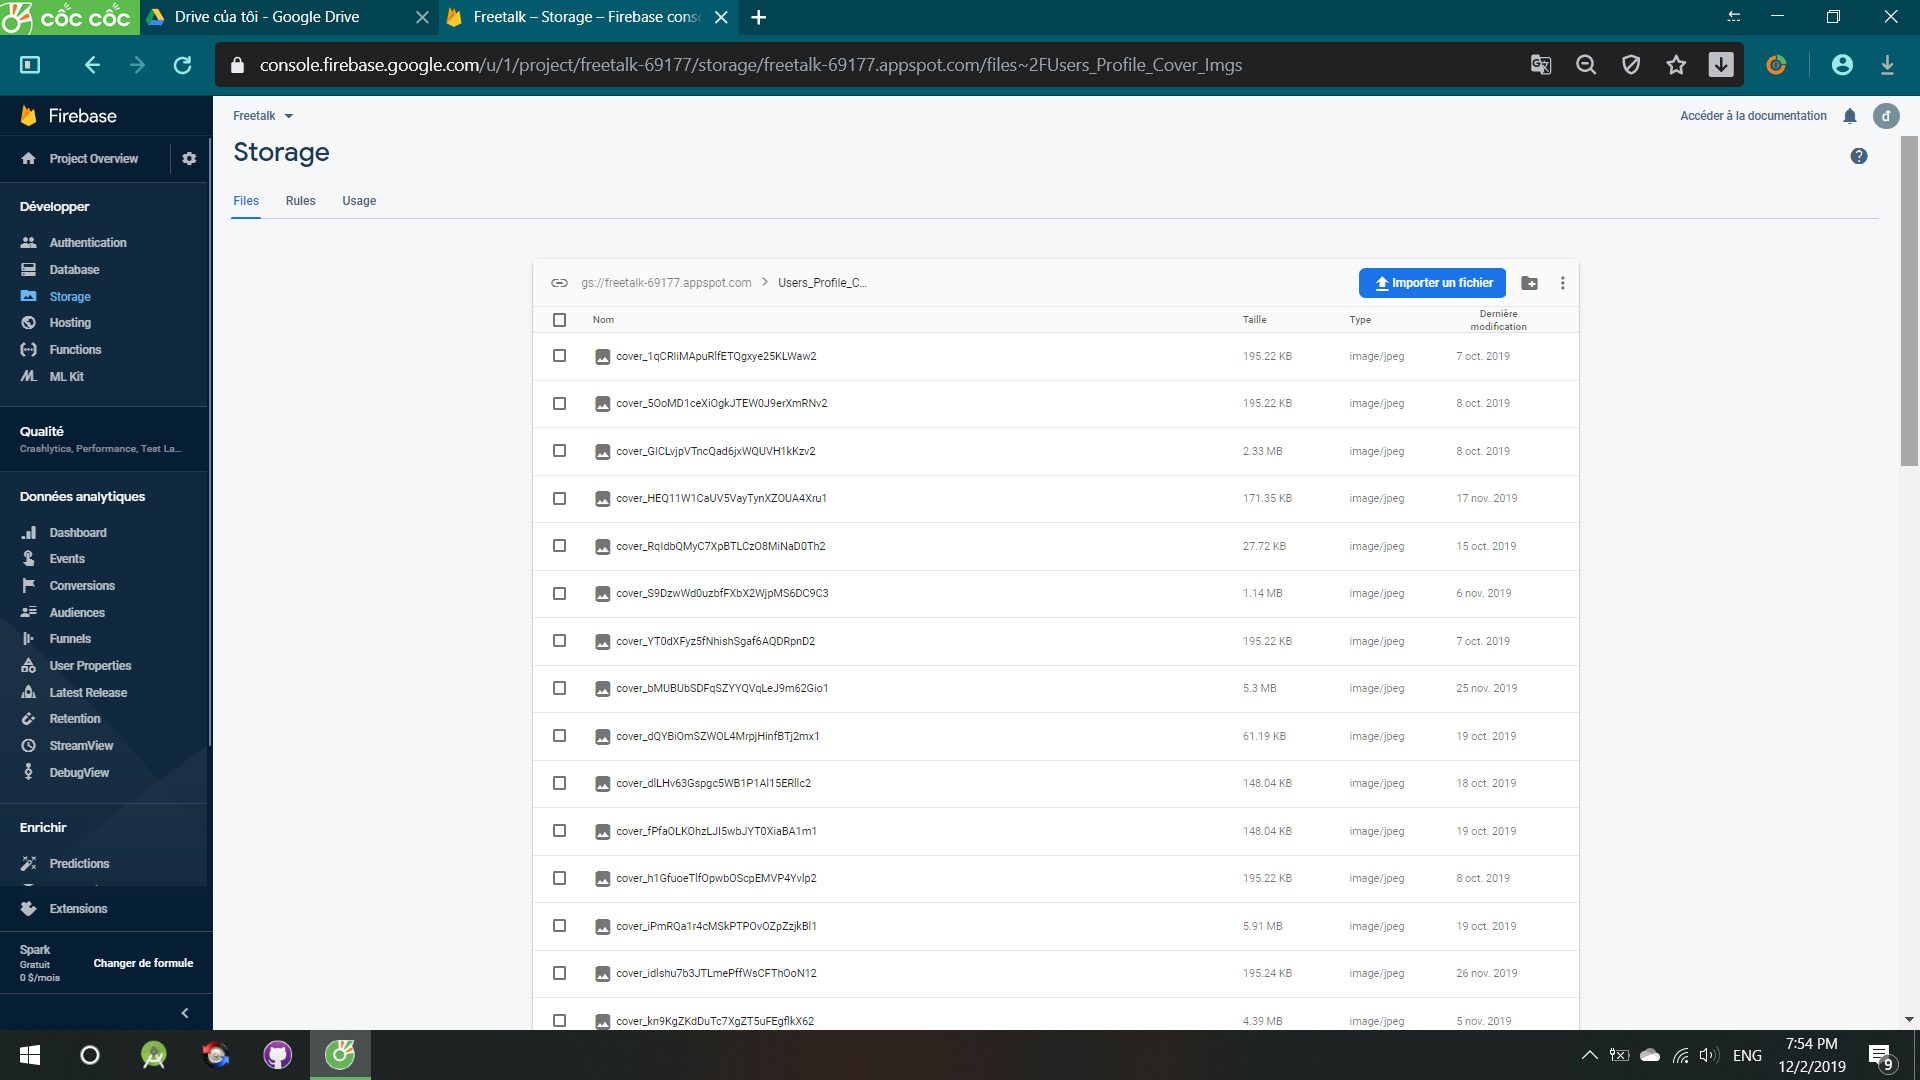 cốc cốc
Drive của tôi - Google Drive
Freetalk – Storage – Firebase conso
console.firebase.google.com/u/1/project/freetalk-69177/storage/freetalk-69177.appspot.com/files~2FUsers_Profile_Cover_Imgs
Firebase
Project Overview
Développer
Authentication
Database
Storage
Hosting
Functions
ML Kit
Qualité
Crashlytics, Performance, Test La...
Données analytiques
Dashboard
Events
Conversions
Audiences
Funnels
User Properties
Latest Release
Retention
StreamView
DebugView
Enrichir
Predictions
Extensions
Spark
Gratuit
0 $/mois
Changer de formule
Freetalk
Accéder à la documentation
đ
Storage
Files Rules Usage
gs://freetalk-69177.appspot.com > Users_Profile_C...
Importer un fichier
Nom Taille Type Dernière modification
cover_1qCRIiMApuRlfETQgxye25KLWaw2 195.22 KB image/jpeg 7 oct. 2019
cover_5OoMD1ceXiOgkJTEW0J9erXmRNv2 195.22 KB image/jpeg 8 oct. 2019
cover_GICLvjpVTncQad6jxWQUVH1kKzv2 2.33 MB image/jpeg 8 oct. 2019
cover_HEQ11W1CaUV5VayTynXZOUA4Xru1 171.35 KB image/jpeg 17 nov. 2019
cover_RqIdbQMyC7XpBTLCzO8MiNaD0Th2 27.72 KB image/jpeg 15 oct. 2019
cover_S9DzwWd0uzbfFXbX2WjpMS6DC9C3 1.14 MB image/jpeg 6 nov. 2019
cover_YT0dXFyz5fNhishSgaf6AQDRpnD2 195.22 KB image/jpeg 7 oct. 2019
cover_bMUBUbSDFqSZYYQVqLeJ9m62Gio1 5.3 MB image/jpeg 25 nov. 2019
cover_dQYBiOmSZWOL4MrpjHinfBTj2mx1 61.19 KB image/jpeg 19 oct. 2019
cover_dlLHv63Gspgc5WB1P1Al15ERllc2 148.04 KB image/jpeg 18 oct. 2019
cover_fPfaOLKOhzLJI5wbJYT0XiaBA1m1 148.04 KB image/jpeg 19 oct. 2019
cover_h1GfuoeTlfOpwbOScpEMVP4Yvlp2 195.22 KB image/jpeg 8 oct. 2019
cover_iPmRQa1r4cMSkPTPOvOZpZzjkBl1 5.91 MB image/jpeg 19 oct. 2019
cover_idlshu7b3JTLmePffWsCFThOoN12 195.24 KB image/jpeg 26 nov. 2019
cover_kn9KgZKdDuTc7XgZT5uFEgflkX62 4.39 MB image/jpeg 5 nov. 2019
ENG
7:54 PM
12/2/2019
9